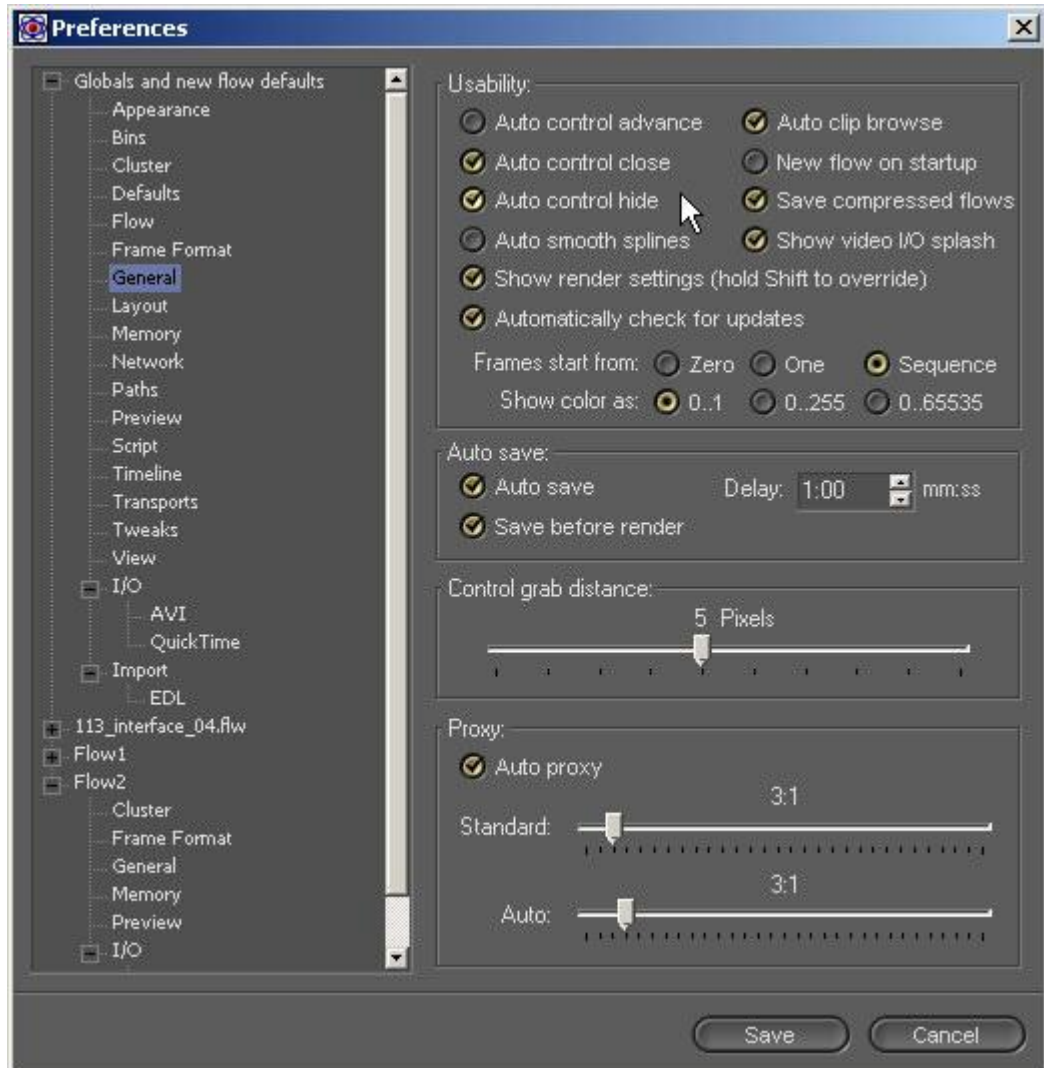 Preferences
Globals and new flow defaults
Appearance
Bins
Cluster
Defaults
Flow
Frame Format
General
Layout
Memory
Network
Paths
Preview
Script
Timeline
Transports
Tweaks
View
I/O
AVI
QuickTime
Import
EDL
113_interface_04.flw
Flow1
Flow2
Cluster
Frame Format
General
Memory
Preview
I/O
Usability:
Auto control advance Auto clip browse
Auto control close New flow on startup
Auto control hide Save compressed flows
Auto smooth splines Show video I/O splash
Show render settings (hold Shift to override)
Automatically check for updates
Frames start from: Zero One Sequence
Show color as: 0..1 0..255 0..65535
Auto save:
Auto save Delay: 1:00 mm:ss
Save before render
Control grab distance:
5 Pixels
Proxy:
Auto proxy
3:1
Standard:
3:1
Auto:
Save Cancel